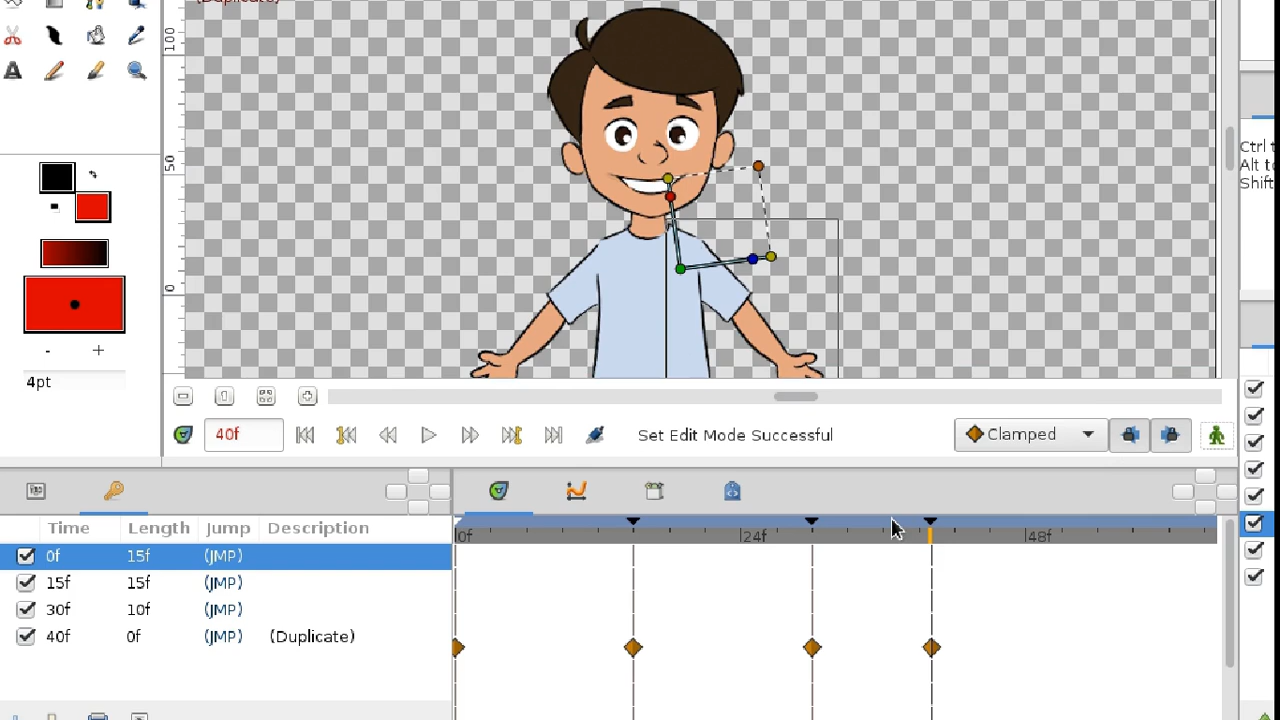 (Duplicate)
100
50
0
Ctrl t
Alt to
Shift
4pt
40f
Set Edit Mode Successful
Clamped
Time Length Jump Description
0f 15f (JMP)
15f 15f (JMP)
30f 10f (JMP)
40f 0f (JMP) (Duplicate)
0f 24f 48f